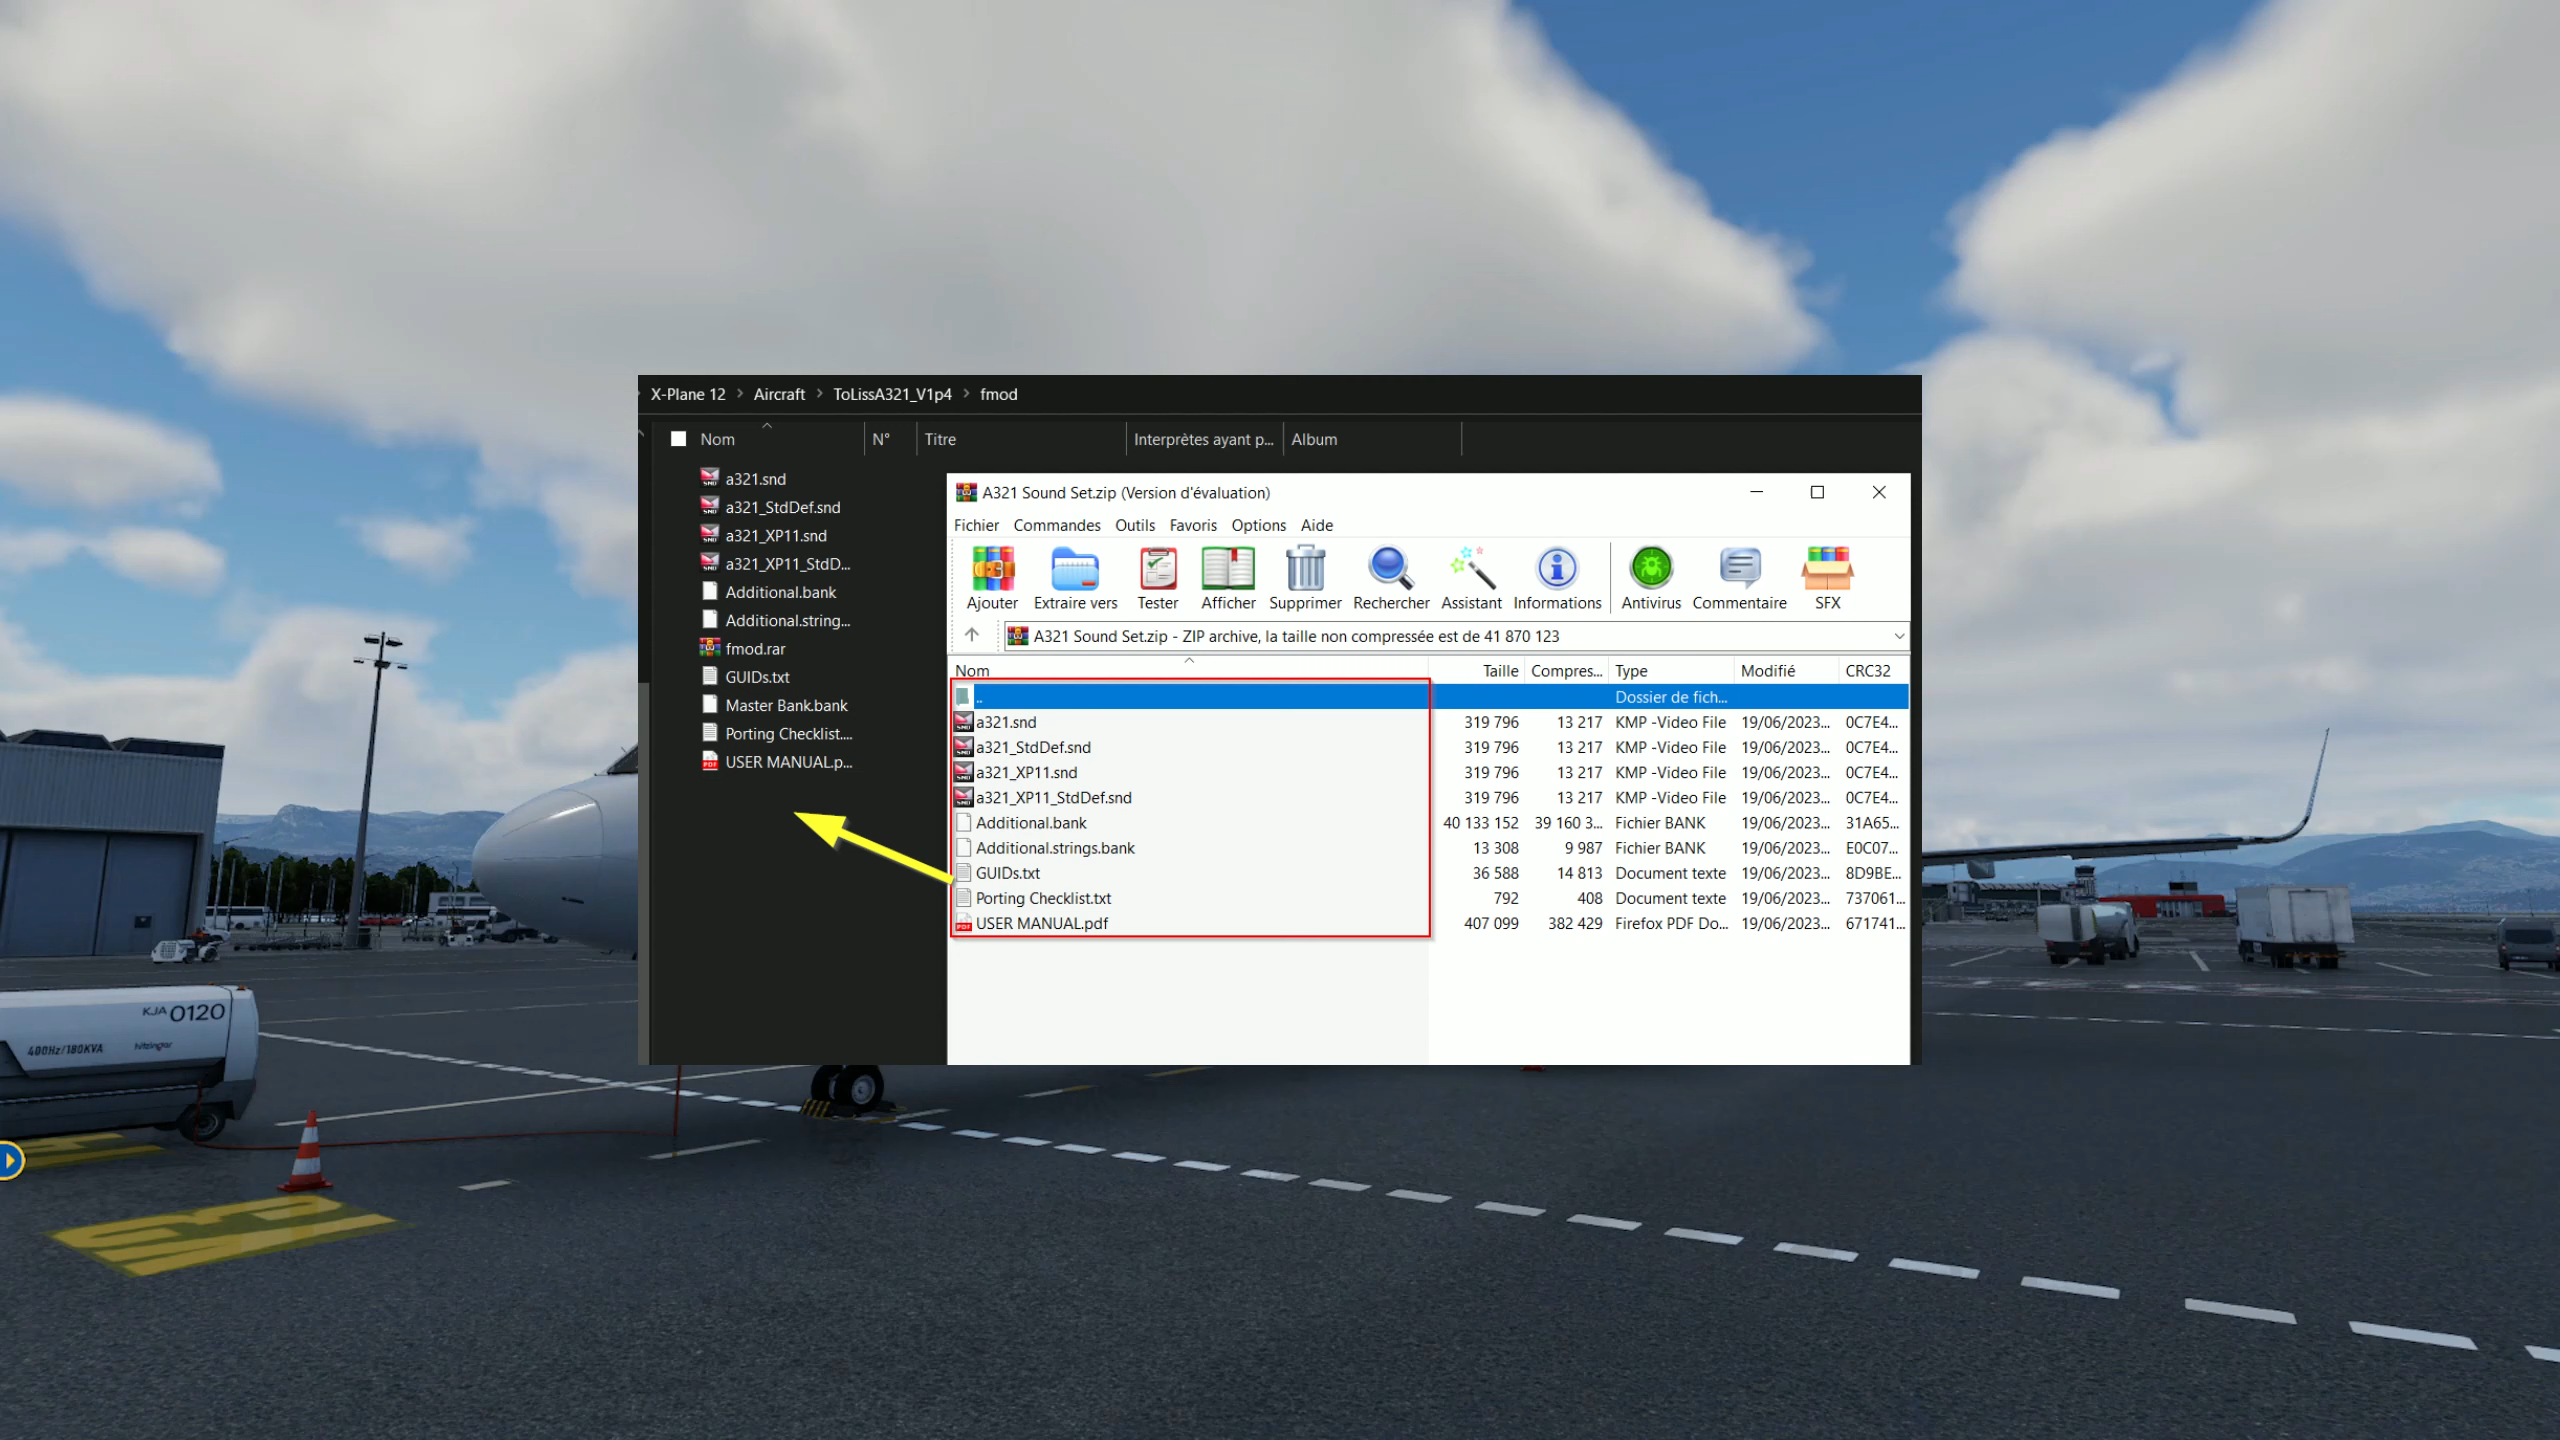 X-Plane 12 > Aircraft > ToLissA321_V1p4 > fmod
Nom N° Titre Interprètes ayant p... Album
a321.snd
a321_StdDef.snd
a321_XP11.snd
a321_XP11_StdD...
Additional.bank
Additional.string...
fmod.rar
GUIDs.txt
Master Bank.bank
Porting Checklist....
USER MANUAL.p...
A321 Sound Set.zip (Version d'évaluation)
Fichier Commandes Outils Favoris Options Aide
Ajouter Extraire vers Tester Afficher Supprimer Rechercher Assistant Informations Antivirus Commentaire SFX
A321 Sound Set.zip - ZIP archive, la taille non compressée est de 41 870 123
Nom Taille Compres... Type Modifié CRC32
.. Dossier de fich...
a321.snd 319 796 13 217 KMP -Video File 19/06/2023... 0C7E4...
a321_StdDef.snd 319 796 13 217 KMP -Video File 19/06/2023... 0C7E4...
a321_XP11.snd 319 796 13 217 KMP -Video File 19/06/2023... 0C7E4...
a321_XP11_StdDef.snd 319 796 13 217 KMP -Video File 19/06/2023... 0C7E4...
Additional.bank 40 133 152 39 160 3... Fichier BANK 19/06/2023... 31A65...
Additional.strings.bank 13 308 9 987 Fichier BANK 19/06/2023... E0C07...
GUIDs.txt 36 588 14 813 Document texte 19/06/2023... 8D9BE...
Porting Checklist.txt 792 408 Document texte 19/06/2023... 737061...
USER MANUAL.pdf 407 099 382 429 Firefox PDF Do... 19/06/2023... 671741...
KJA 0120
400Hz/180KVA hitzinger